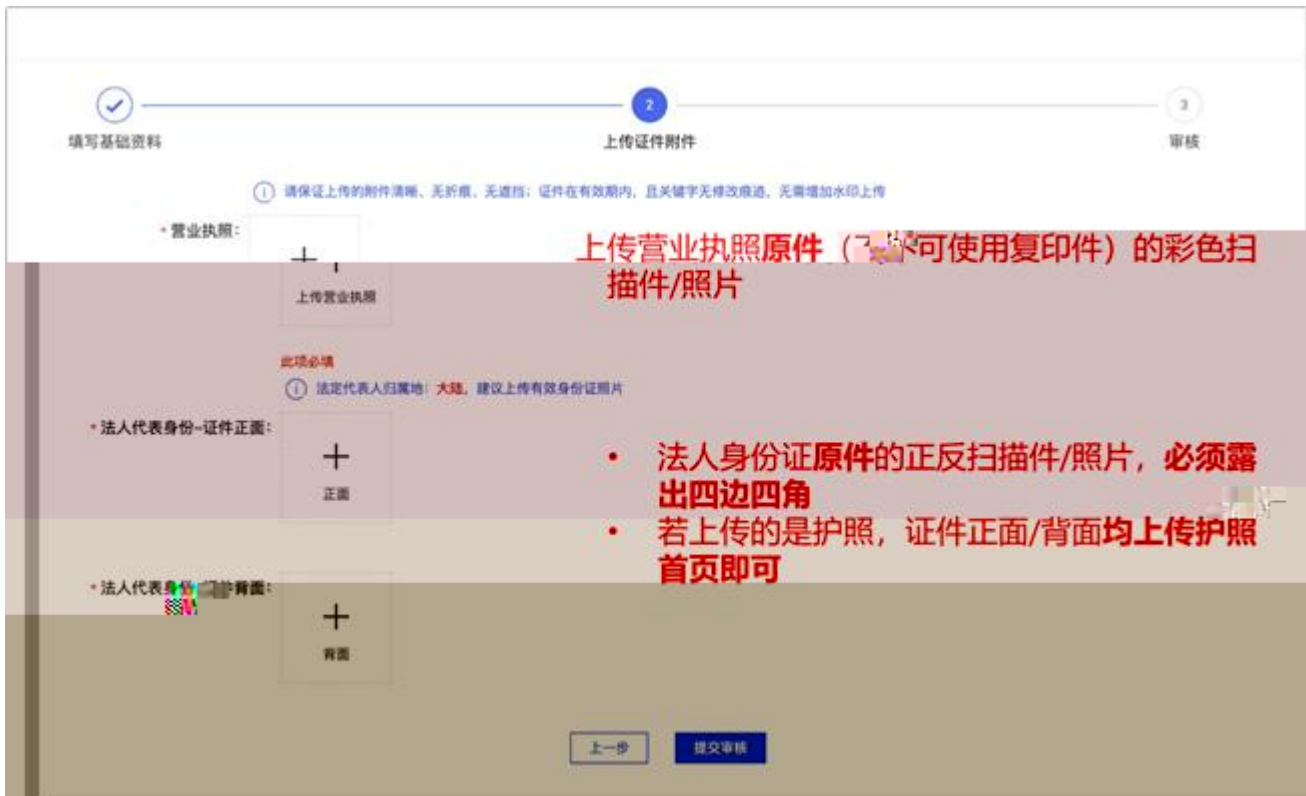 2
3
填写基础资料
上传证件附件
审核
请保证上传的附件清晰、无折痕、无遮挡；证件在有效期内，且关键字无修改痕迹，无需增加水印上传
*营业执照：
上传营业执照原件（不可使用复印件）的彩色扫
描件/照片
上传营业执照
此项必填
法定代表人归属地：大陆，建议上传有效身份证照片
*法人代表身份-证件正面：
正面
• 法人身份证原件的正反扫描件/照片，必须露
出四边四角
• 若上传的是护照，证件正面/背面均上传护照
首页即可
*法人代表身 背面：
背面
上一步
提交审核